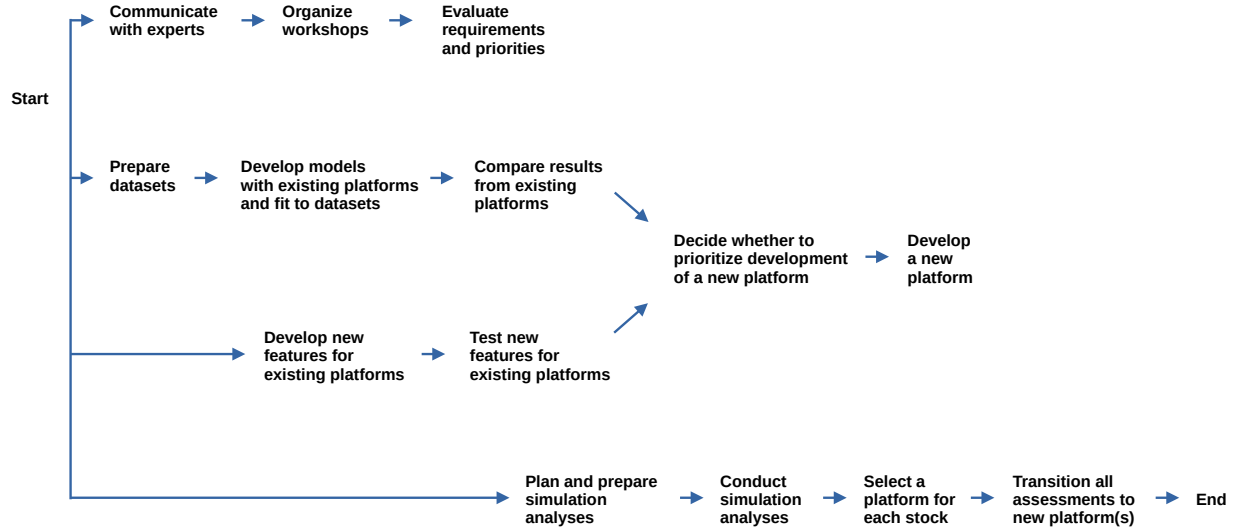 Communicate
with experts
Organize
workshops
Evaluate
requirements
and priorities
Start
Prepare
datasets
Develop models
with existing platforms
and fit to datasets
Compare results
from existing
platforms
Decide whether to
prioritize development
of a new platform
Develop
a new
platform
Develop new
features for
existing platforms
Test new
features for
existing platforms
Plan and prepare
simulation
analyses
Conduct
simulation
analyses
Select a
platform for
each stock
Transition all
assessments to
new platform(s)
End